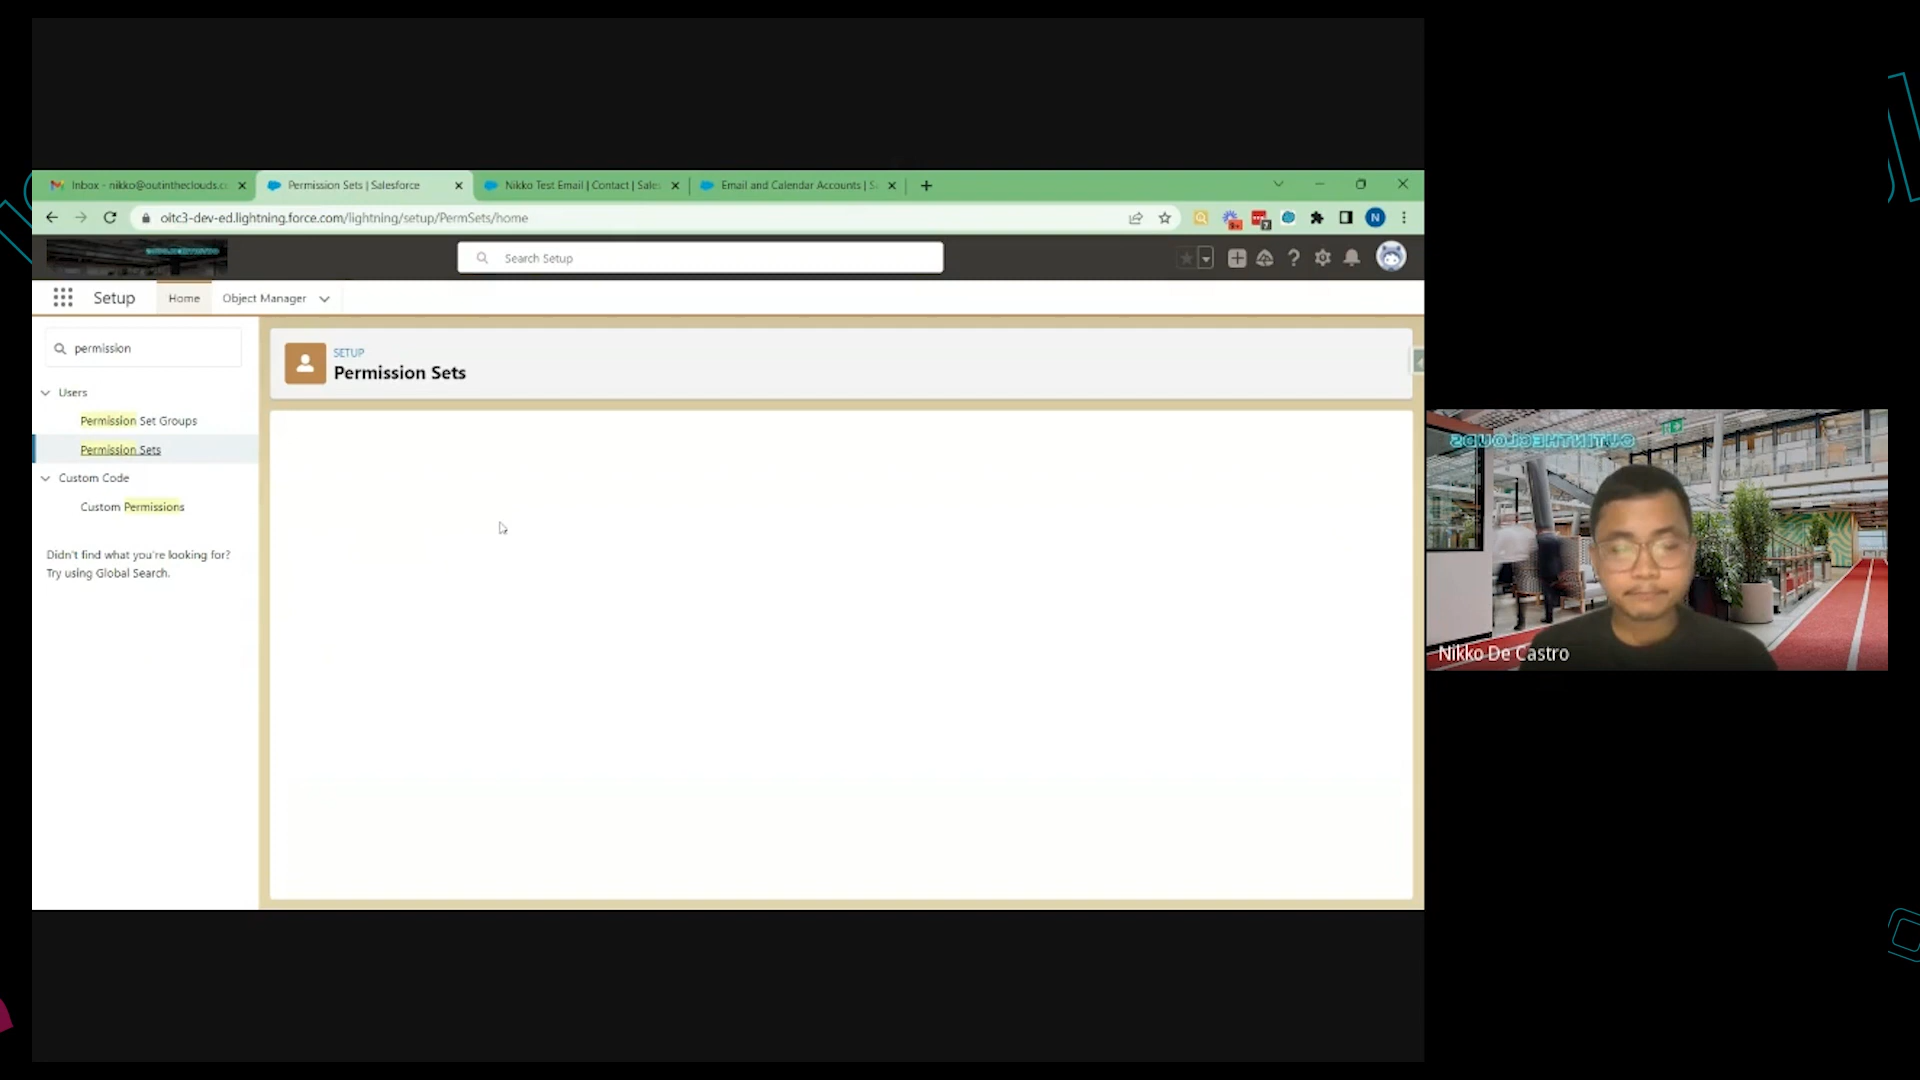 Inbox - nikko@outintheclouds.c
Permission Sets | Salesforce
Nikko Test Email | Contact | Sales
Email and Calendar Accounts | S
oltc3-dev-ed.lightning.force.com/lightning/setup/PermSets/home
N
Search Setup
Setup
Home
Object Manager
permission
Users
Permission Set Groups
Permission Sets
Custom Code
Custom Permissions
Didn't find what you're looking for?
Try using Global Search.
SETUP
Permission Sets
OUTINTHECLOUDS
Nikko De Castro